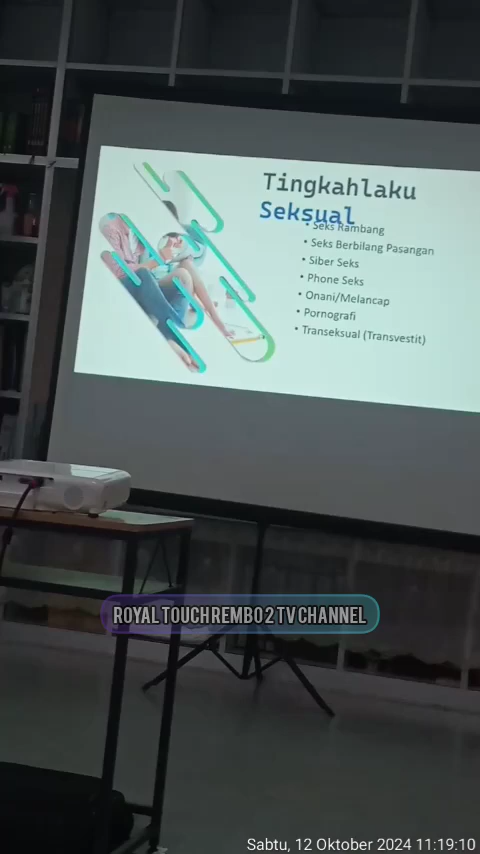 Tingkahlaku
Seksual
• Seks Rambang
• Seks Berbilang Pasangan
• Siber Seks
• Phone Seks
• Onani/Melancap
• Pornografi
• Transeksual (Transvestit)
ROYAL TOUCH REMBO 2 TV CHANNEL
Sabtu, 12 Oktober 2024 11:19:10